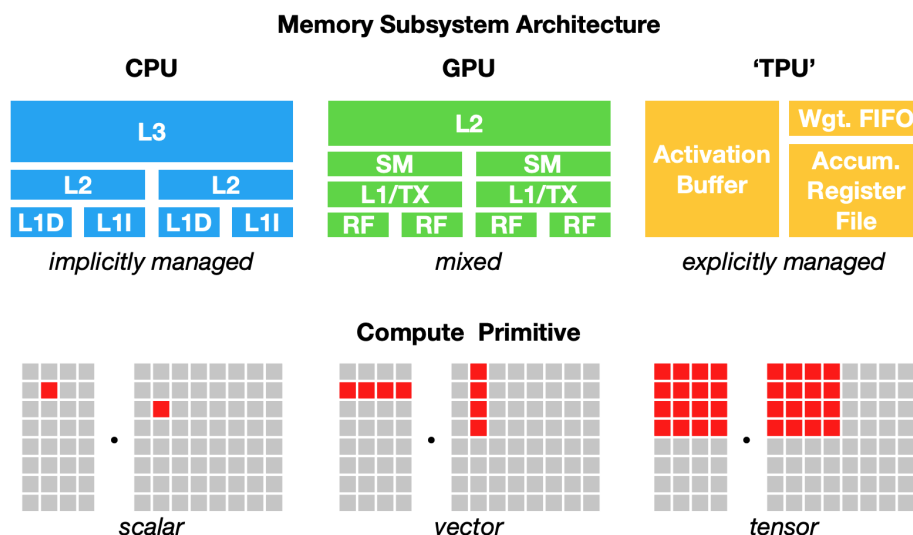 Memory Subsystem Architecture
CPU
GPU
‘TPU’
L3
L2
L2
L1D
L1I
L1D
L1I
implicitly managed
L2
SM
SM
L1/TX
L1/TX
RF
RF
RF
RF
mixed
Activation
Buffer
Wgt. FIFO
Accum.
Register
File
explicitly managed
Compute Primitive
scalar
vector
tensor